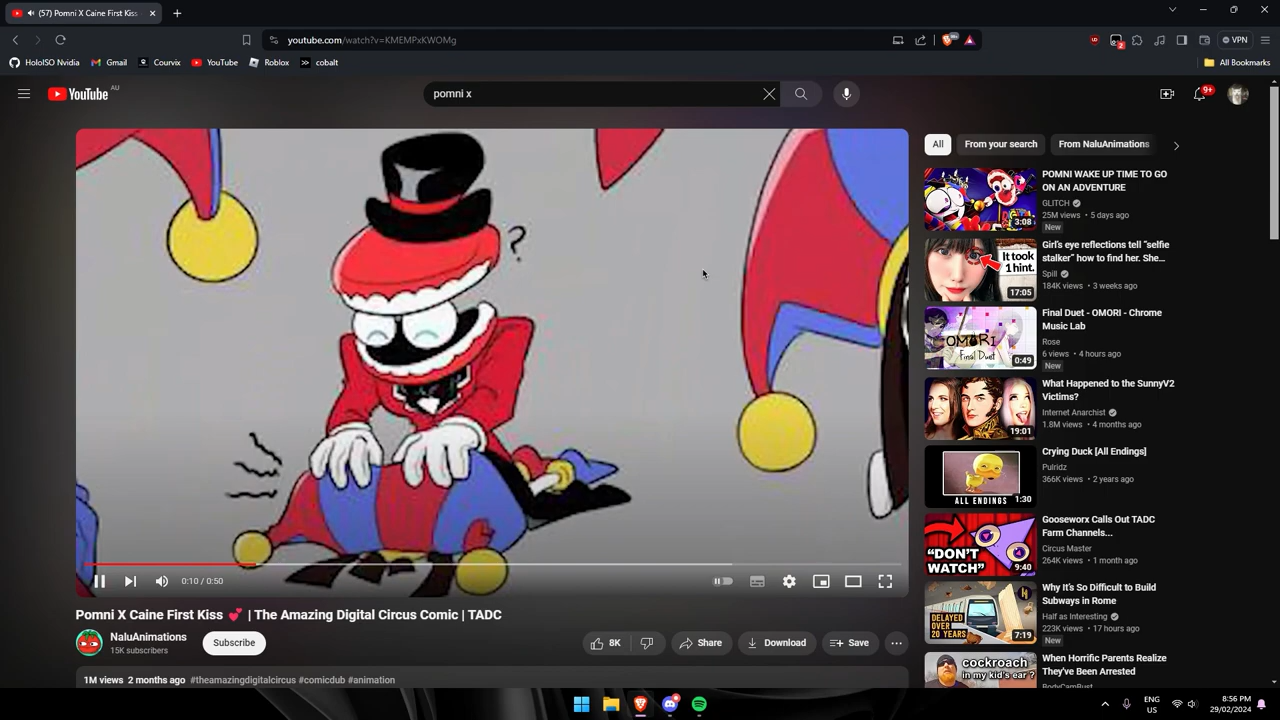 (57) Pomni X Caine First Kiss
youtube.com/watch?v=KMEMPxKWOMg
VPN
HoloISO Nvidia
Gmail
Courvix
YouTube
Roblox
cobalt
All Bookmarks
YouTube AU
pomni x
9+
?
0:10 / 0:50
Pomni X Caine First Kiss 💕 | The Amazing Digital Circus Comic | TADC
NaluAnimations
15K subscribers
Subscribe
8K
Share
Download
Save
1M views 2 months ago #theamazingdigitalcircus #comicdub #animation
All
From your search
From NaluAnimations
3:08
POMNI WAKE UP TIME TO GO
ON AN ADVENTURE
GLITCH
25M views • 5 days ago
New
It took
1 hint.
17:05
Girl's eye reflections tell “selfie
stalker” how to find her. She...
Spill
184K views • 3 weeks ago
OMORI
Final Duet
0:49
Final Duet - OMORI - Chrome
Music Lab
Rose
6 views • 4 hours ago
New
19:01
What Happened to the SunnyV2
Victims?
Internet Anarchist
1.8M views • 4 months ago
ALL ENDINGS
1:30
Crying Duck [All Endings]
Pulridz
366K views • 2 years ago
“DON'T
WATCH”
9:40
Gooseworx Calls Out TADC
Farm Channels...
Circus Master
264K views • 1 month ago
DELAYED
OVER
20 YEARS
7:19
Why It's So Difficult to Build
Subways in Rome
Half as Interesting
223K views • 17 hours ago
New
cockroach
in my kid's ear?
When Horrific Parents Realize
They've Been Arrested
BodyCamBust
ENG
US
8:56 PM
29/02/2024